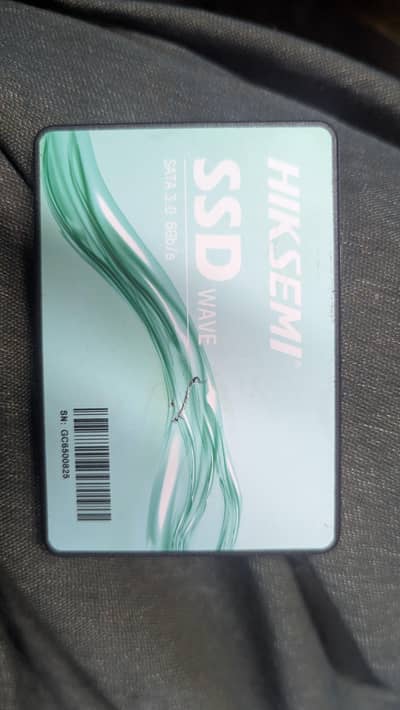 HIKSEMI
SSD WAVE
SATA 3.0 6Gb/s
SN: GC6500825